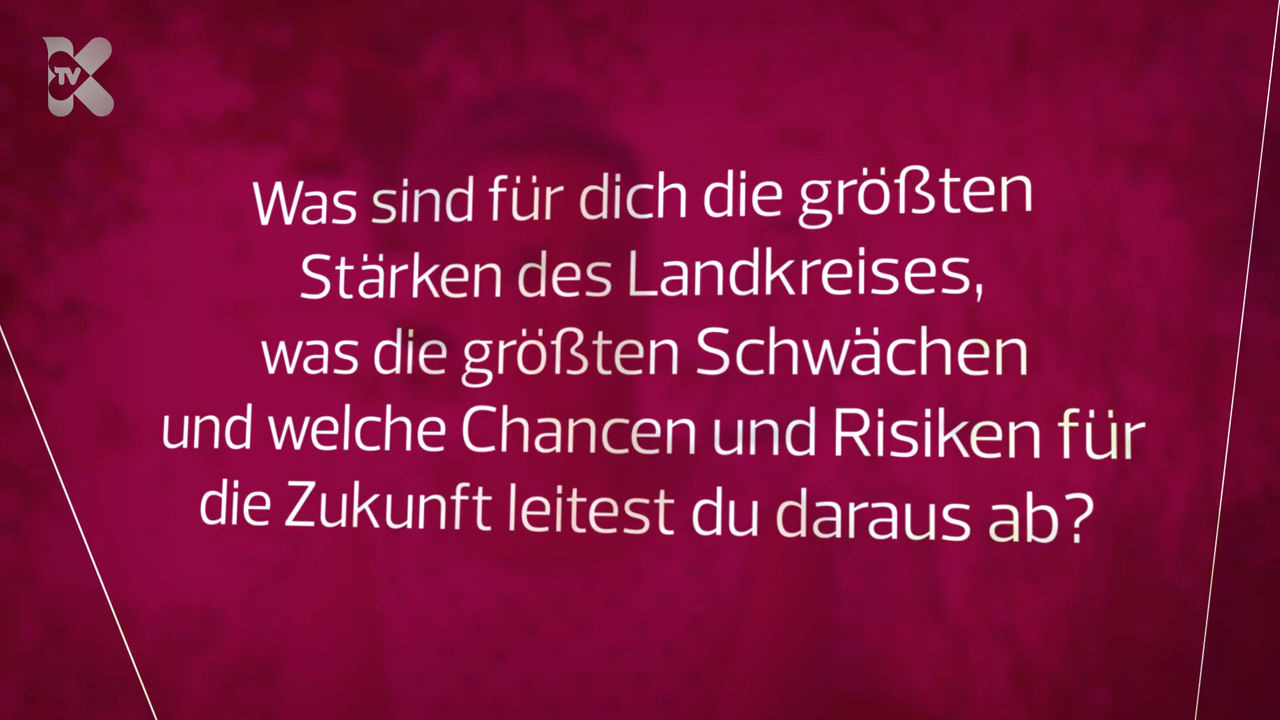 TV K
Was sind für dich die größten
Stärken des Landkreises,
was die größten Schwächen
und welche Chancen und Risiken für
die Zukunft leitest du daraus ab?